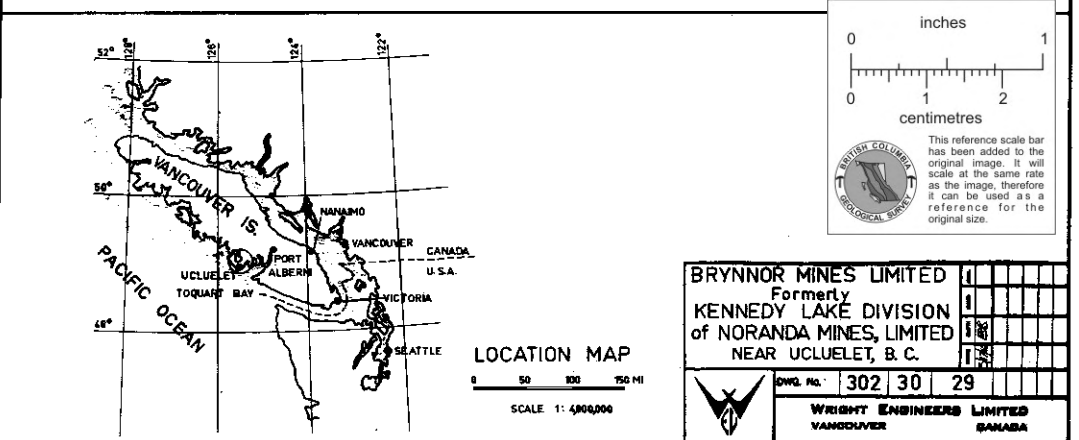 inches
0 1
0 1 2
centimetres
This reference scale bar
has been added to the
original image. It will
scale at the same rate
as the image, therefore
it can be used as a
reference for the
original size.
BRITISH COLUMBIA
GEOLOGICAL SURVEY
52°
128°
126°
124°
122°
50°
48°
VANCOUVER IS.
NANAIMO
VANCOUVER
CANADA
U.S.A.
PORT
ALBERNI
UCLUELET
TOQUART BAY
VICTORIA
PACIFIC OCEAN
SEATTLE
LOCATION MAP
0 50 100 150 MI
SCALE 1: 4,000,000
BRYNNOR MINES LIMITED
Formerly
KENNEDY LAKE DIVISION
of NORANDA MINES, LIMITED
NEAR UCLUELET, B. C.
DWG. No. 302 30 29
WRIGHT ENGINEERS LIMITED
VANCOUVER CANADA